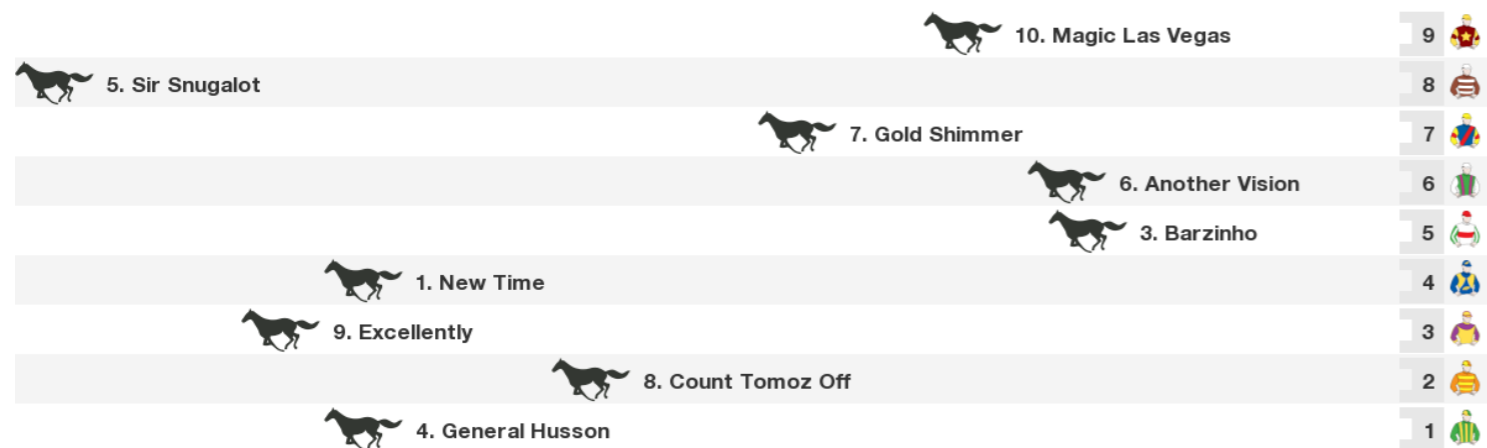 10. Magic Las Vegas 9
5. Sir Snugalot 8
7. Gold Shimmer 7
6. Another Vision 6
3. Barzinho 5
1. New Time 4
9. Excellently 3
8. Count Tomoz Off 2
4. General Husson 1